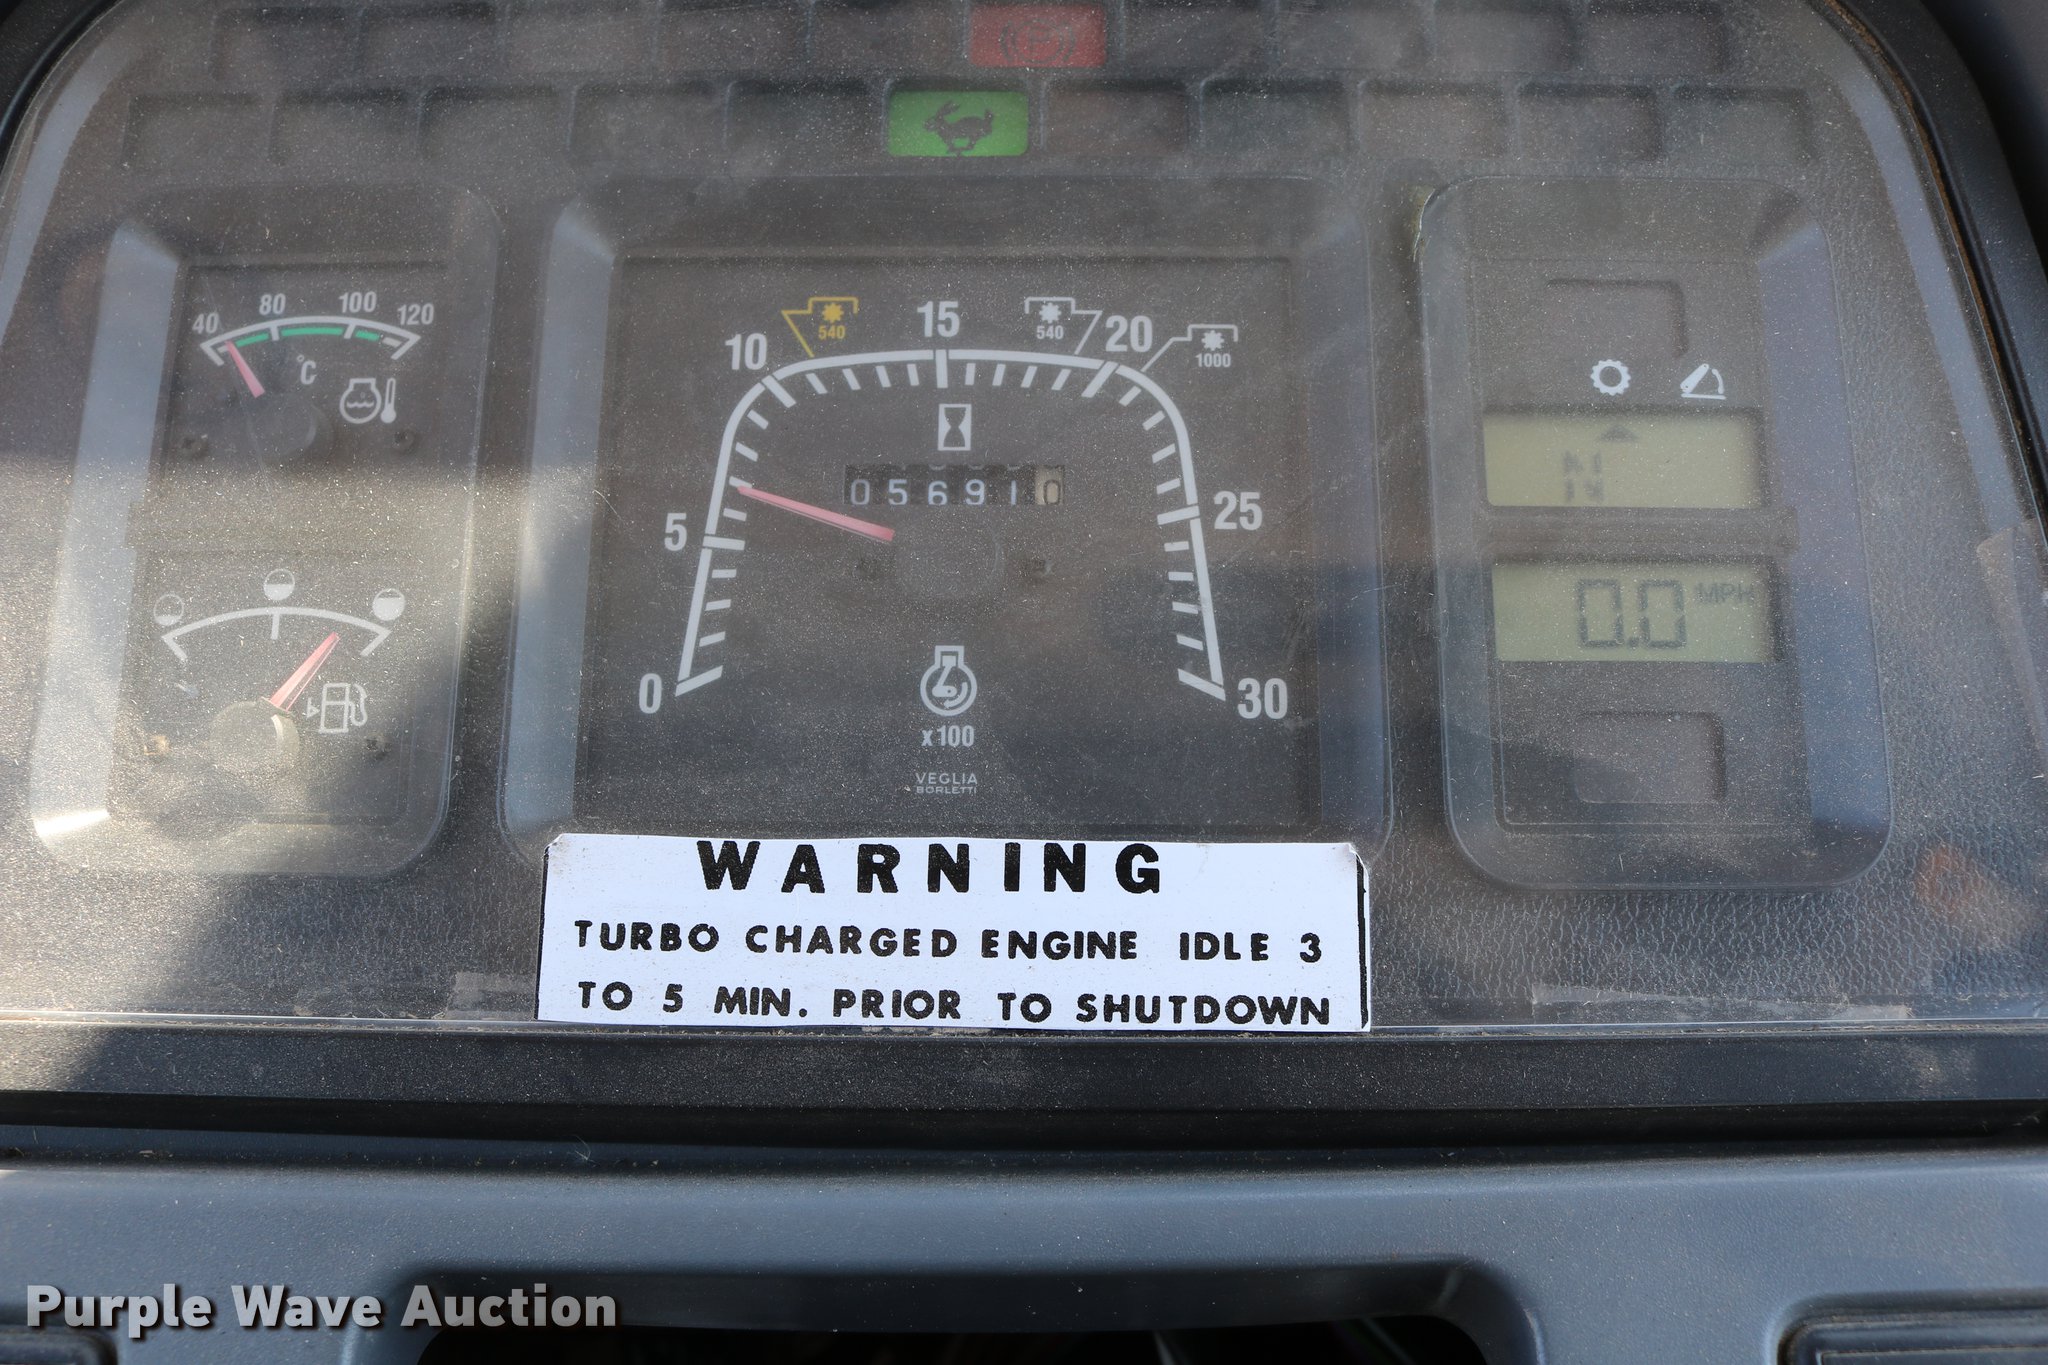 P
40 80 100 120
°C
540 540 1000
0 5 10 15 20 25 30
05691 0
x100
VEGLIA
BORLETTI
N
0.0 MPH
WARNING
TURBO CHARGED ENGINE IDLE 3
TO 5 MIN. PRIOR TO SHUTDOWN
Purple Wave Auction